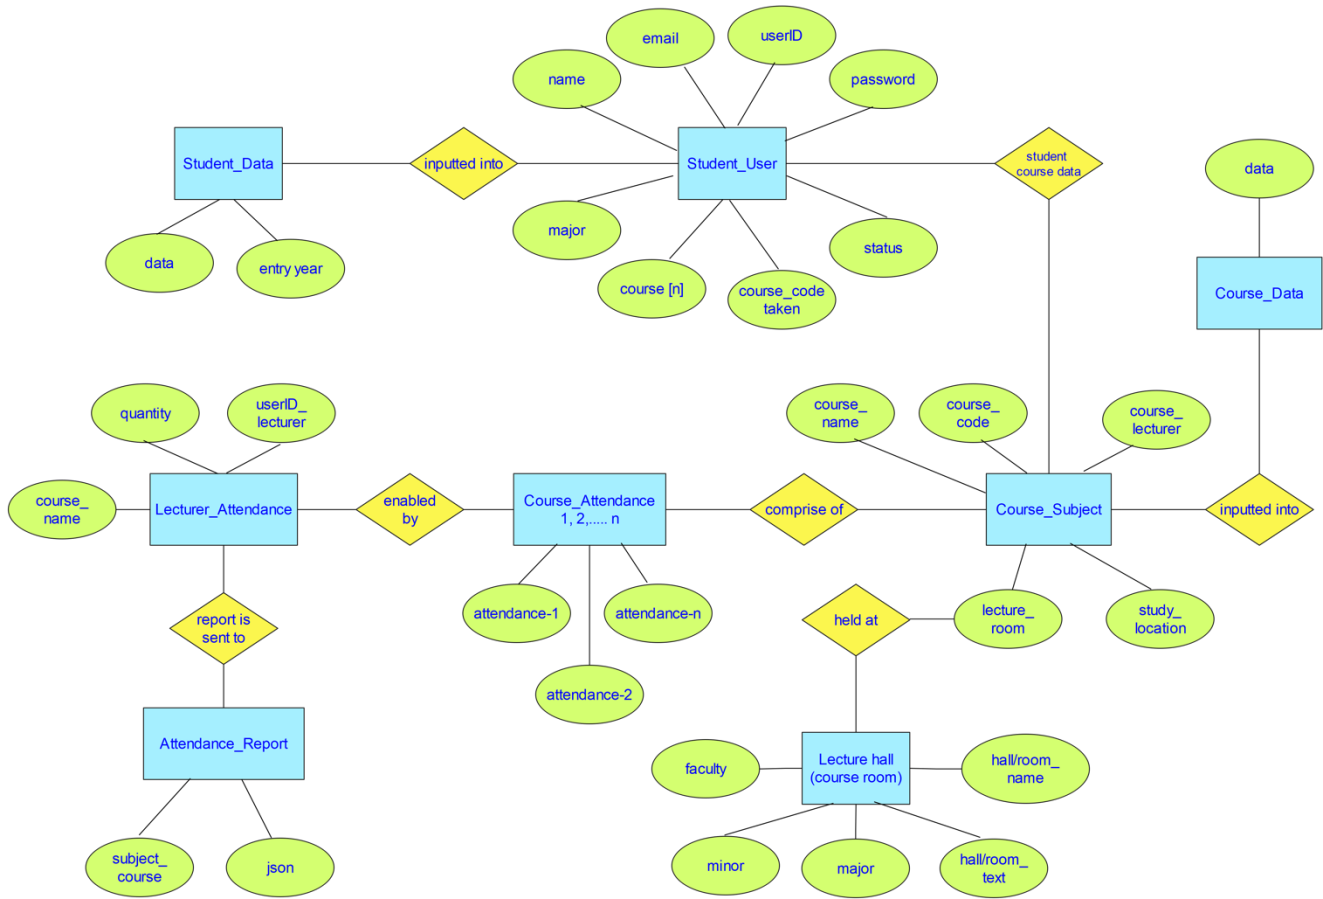 email
userID
name
password
Student_Data
inputted into
Student_User
student
course data
data
major
status
data
entry year
course [n]
course_code
taken
Course_Data
quantity
userID_
lecturer
course_
name
course_
code
course_
lecturer
course_
name
Lecturer_Attendance
enabled
by
Course_Attendance
1, 2,..... n
comprise of
Course_Subject
inputted into
attendance-1
attendance-n
report is
sent to
held at
lecture_
room
study_
location
attendance-2
Attendance_Report
faculty
Lecture hall
(course room)
hall/room_
name
subject_
course
json
minor
major
hall/room_
text